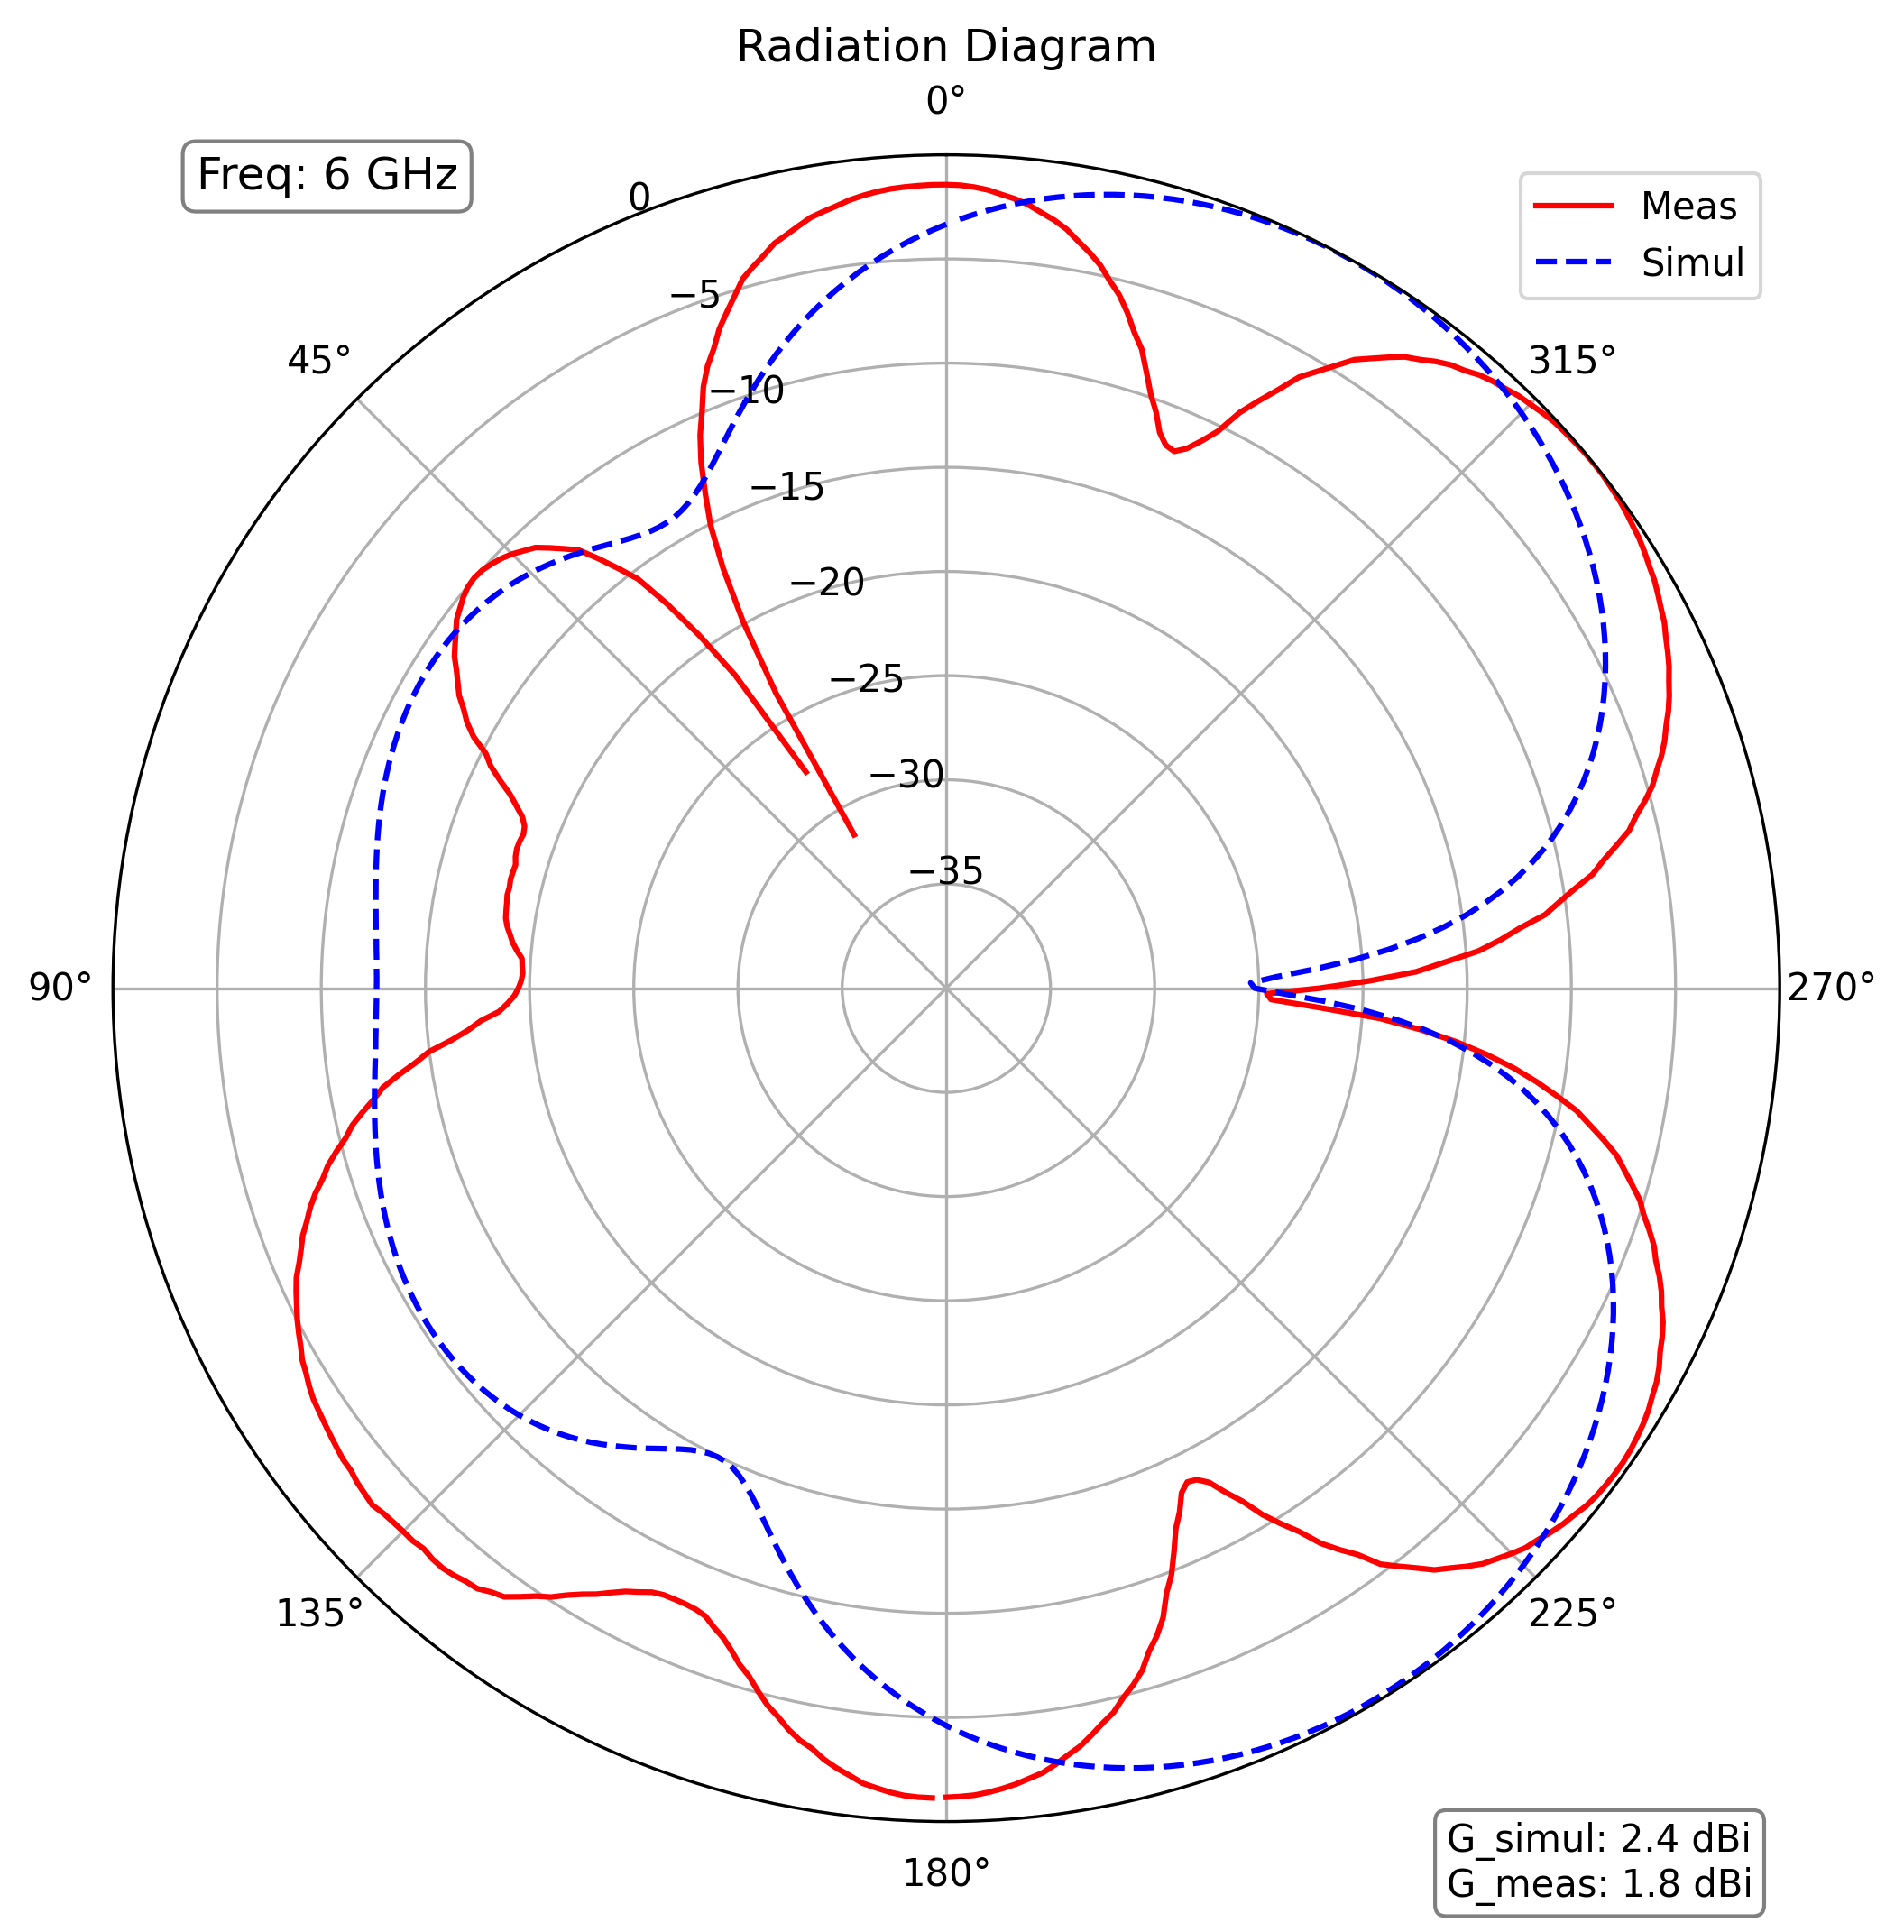 Radiation Diagram
0°
Freq: 6 GHz
0
Meas
Simul
−5
45°
315°
−10
−15
−20
−25
−30
−35
90°
270°
135°
225°
180°
G_simul: 2.4 dBi
G_meas: 1.8 dBi